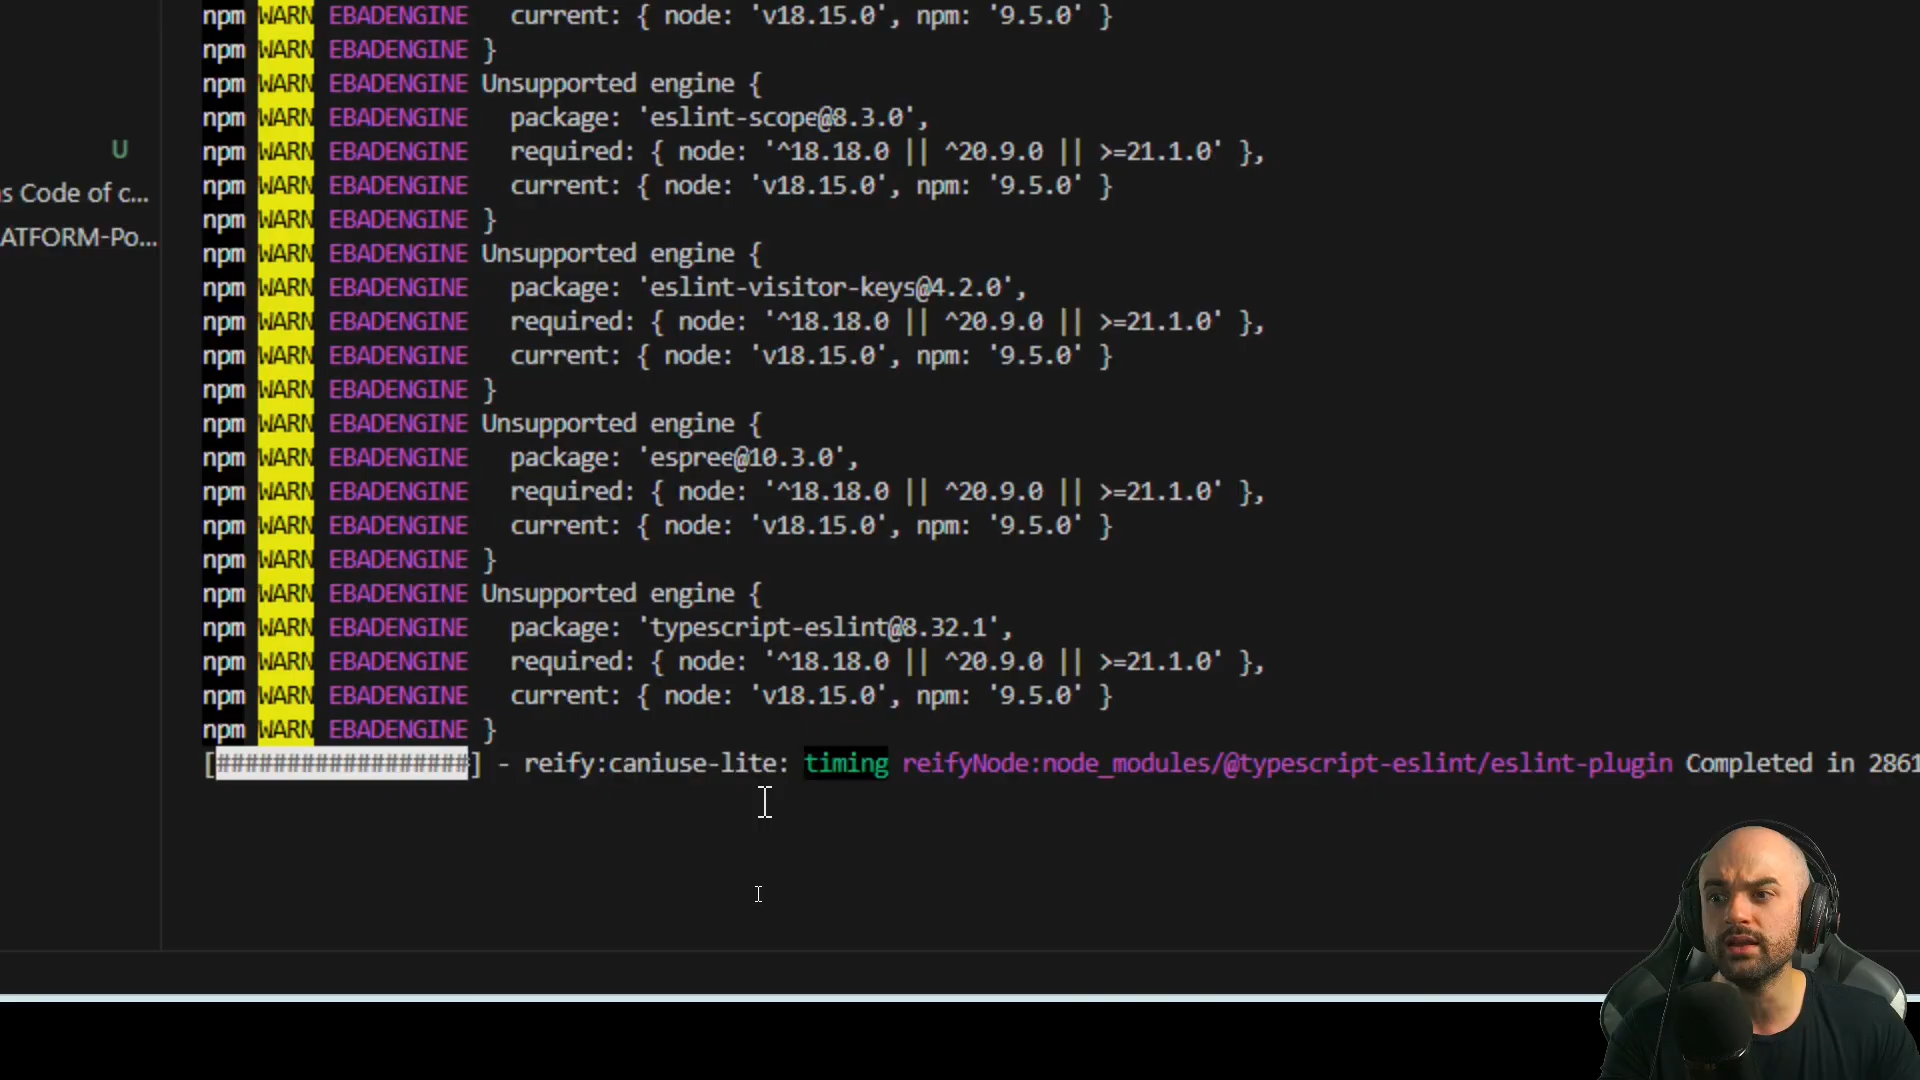 npm WARN EBADENGINE   current: { node: 'v18.15.0', npm: '9.5.0' }
npm WARN EBADENGINE }
npm WARN EBADENGINE Unsupported engine {
npm WARN EBADENGINE   package: 'eslint-scope@8.3.0',
U
npm WARN EBADENGINE   required: { node: '^18.18.0 || ^20.9.0 || >=21.1.0' },
s Code of c...
npm WARN EBADENGINE   current: { node: 'v18.15.0', npm: '9.5.0' }
npm WARN EBADENGINE }
ATFORM-Po...
npm WARN EBADENGINE Unsupported engine {
npm WARN EBADENGINE   package: 'eslint-visitor-keys@4.2.0',
npm WARN EBADENGINE   required: { node: '^18.18.0 || ^20.9.0 || >=21.1.0' },
npm WARN EBADENGINE   current: { node: 'v18.15.0', npm: '9.5.0' }
npm WARN EBADENGINE }
npm WARN EBADENGINE Unsupported engine {
npm WARN EBADENGINE   package: 'espree@10.3.0',
npm WARN EBADENGINE   required: { node: '^18.18.0 || ^20.9.0 || >=21.1.0' },
npm WARN EBADENGINE   current: { node: 'v18.15.0', npm: '9.5.0' }
npm WARN EBADENGINE }
npm WARN EBADENGINE Unsupported engine {
npm WARN EBADENGINE   package: 'typescript-eslint@8.32.1',
npm WARN EBADENGINE   required: { node: '^18.18.0 || ^20.9.0 || >=21.1.0' },
npm WARN EBADENGINE   current: { node: 'v18.15.0', npm: '9.5.0' }
npm WARN EBADENGINE }
[##################] - reify:caniuse-lite: timing reifyNode:node_modules/@typescript-eslint/eslint-plugin Completed in 2861